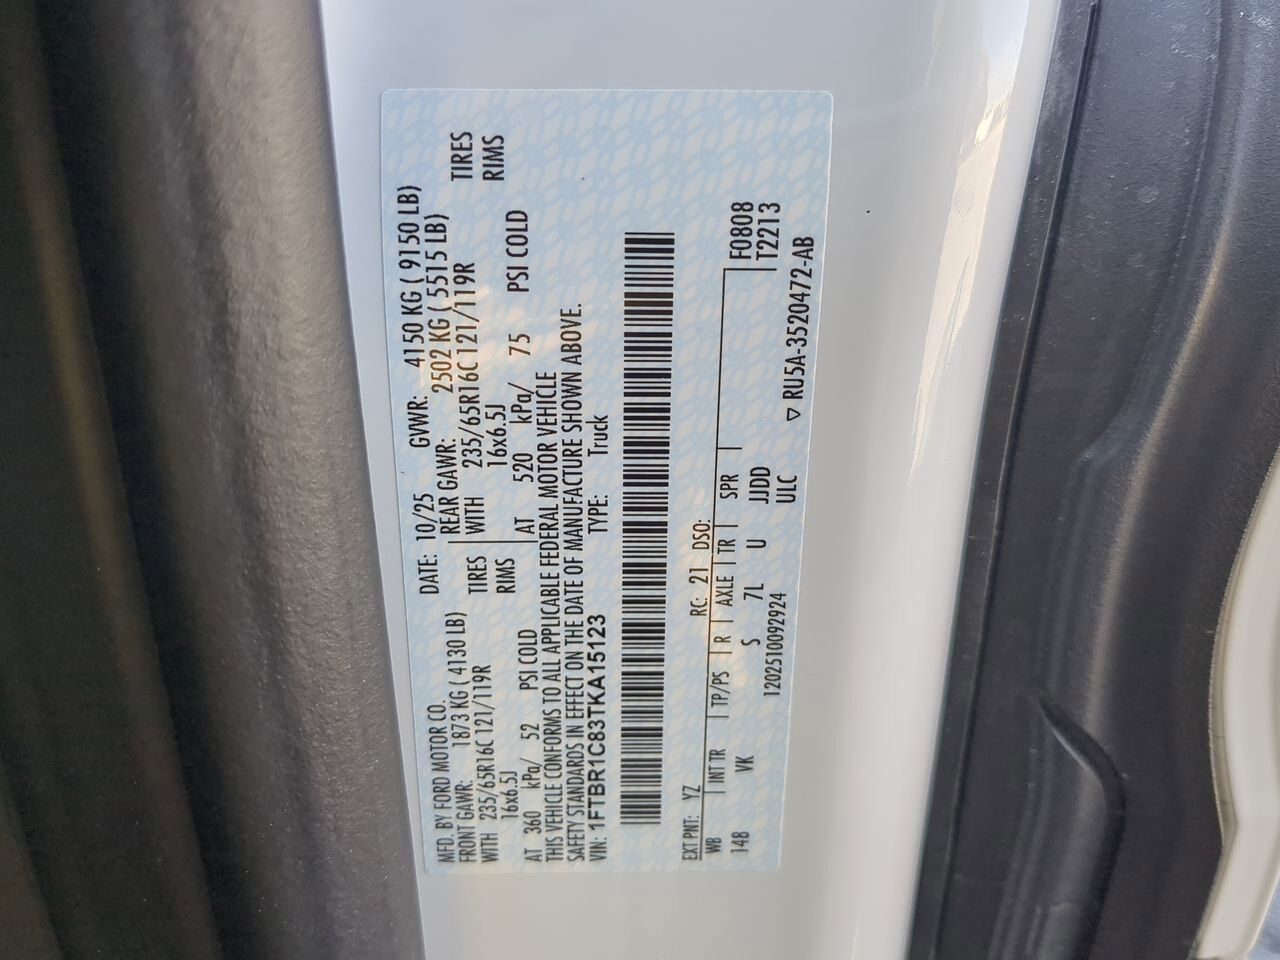 MFD. BY FORD MOTOR CO. DATE: 10/25 GVWR: 4150 KG ( 9150 LB)
FRONT GAWR: 1873 KG ( 4130 LB) REAR GAWR: 2502 KG ( 5515 LB)
WITH 235/65R16C 121/119R TIRES WITH 235/65R16C 121/119R TIRES
16x6.5J RIMS 16x6.5J RIMS
AT 360 kPa/ 52 PSI COLD AT 520 kPa/ 75 PSI COLD
THIS VEHICLE CONFORMS TO ALL APPLICABLE FEDERAL MOTOR VEHICLE
SAFETY STANDARDS IN EFFECT ON THE DATE OF MANUFACTURE SHOWN ABOVE.
VIN: 1FTBR1C83TKA15123 TYPE: Truck
EXT PNT: YZ RC: 21 DSO: F0808
WB INT TR TP/PS R AXLE TR SPR T2213
148 VK S 7L U JJDD
1202510092924 ULC
▽ RU5A-3520472-AB